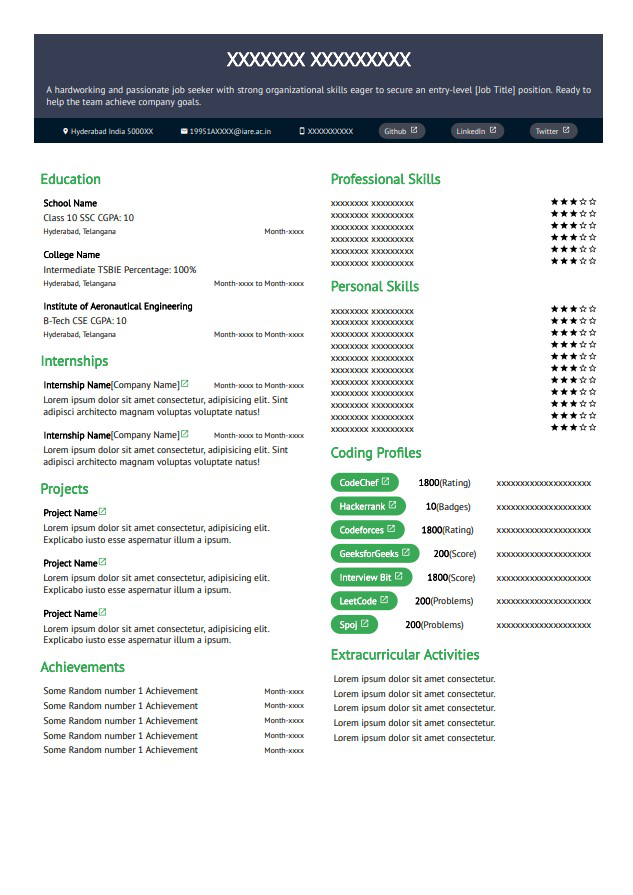 XXXXXXX XXXXXXXXX
A hardworking and passionate job seeker with strong organizational skills eager to secure an entry-level [Job Title] position. Ready to
help the team achieve company goals.
Hyderabad India 5000XX 19951AXXXX@iare.ac.in XXXXXXXXXX Github LinkedIn Twitter
Education
School Name
Class 10 SSC CGPA: 10
Hyderabad, Telangana Month-xxxx
College Name
Intermediate TSBIE Percentage: 100%
Hyderabad, Telangana Month-xxxx to Month-xxxx
Institute of Aeronautical Engineering
B-Tech CSE CGPA: 10
Hyderabad, Telangana Month-xxxx to Month-xxxx
Internships
Internship Name[Company Name] Month-xxxx to Month-xxxx
Lorem ipsum dolor sit amet consectetur, adipisicing elit. Sint
adipisci architecto magnam voluptas voluptate natus!
Internship Name[Company Name] Month-xxxx to Month-xxxx
Lorem ipsum dolor sit amet consectetur, adipisicing elit. Sint
adipisci architecto magnam voluptas voluptate natus!
Projects
Project Name
Lorem ipsum dolor sit amet consectetur, adipisicing elit.
Explicabo iusto esse aspernatur illum a ipsum.
Project Name
Lorem ipsum dolor sit amet consectetur, adipisicing elit.
Explicabo iusto esse aspernatur illum a ipsum.
Project Name
Lorem ipsum dolor sit amet consectetur, adipisicing elit.
Explicabo iusto esse aspernatur illum a ipsum.
Achievements
Some Random number 1 Achievement Month-xxxx
Some Random number 1 Achievement Month-xxxx
Some Random number 1 Achievement Month-xxxx
Some Random number 1 Achievement Month-xxxx
Some Random number 1 Achievement Month-xxxx
Professional Skills
xxxxxxxx xxxxxxxxx ★★★☆☆
xxxxxxxx xxxxxxxxx ★★★☆☆
xxxxxxxx xxxxxxxxx ★★★☆☆
xxxxxxxx xxxxxxxxx ★★★☆☆
xxxxxxxx xxxxxxxxx ★★★☆☆
xxxxxxxx xxxxxxxxx ★★★☆☆
Personal Skills
xxxxxxxx xxxxxxxxx ★★★☆☆
xxxxxxxx xxxxxxxxx ★★★☆☆
xxxxxxxx xxxxxxxxx ★★★☆☆
xxxxxxxx xxxxxxxxx ★★★☆☆
xxxxxxxx xxxxxxxxx ★★★☆☆
xxxxxxxx xxxxxxxxx ★★★☆☆
xxxxxxxx xxxxxxxxx ★★★☆☆
xxxxxxxx xxxxxxxxx ★★★☆☆
xxxxxxxx xxxxxxxxx ★★★☆☆
xxxxxxxx xxxxxxxxx ★★★☆☆
xxxxxxxx xxxxxxxxx ★★★☆☆
Coding Profiles
CodeChef 1800(Rating) xxxxxxxxxxxxxxxxxxxx
Hackerrank 10(Badges) xxxxxxxxxxxxxxxxxxxx
Codeforces 1800(Rating) xxxxxxxxxxxxxxxxxxxx
GeeksforGeeks 200(Score) xxxxxxxxxxxxxxxxxxxx
Interview Bit 1800(Score) xxxxxxxxxxxxxxxxxxxx
LeetCode 200(Problems) xxxxxxxxxxxxxxxxxxxx
Spoj 200(Problems) xxxxxxxxxxxxxxxxxxxx
Extracurricular Activities
Lorem ipsum dolor sit amet consectetur.
Lorem ipsum dolor sit amet consectetur.
Lorem ipsum dolor sit amet consectetur.
Lorem ipsum dolor sit amet consectetur.
Lorem ipsum dolor sit amet consectetur.